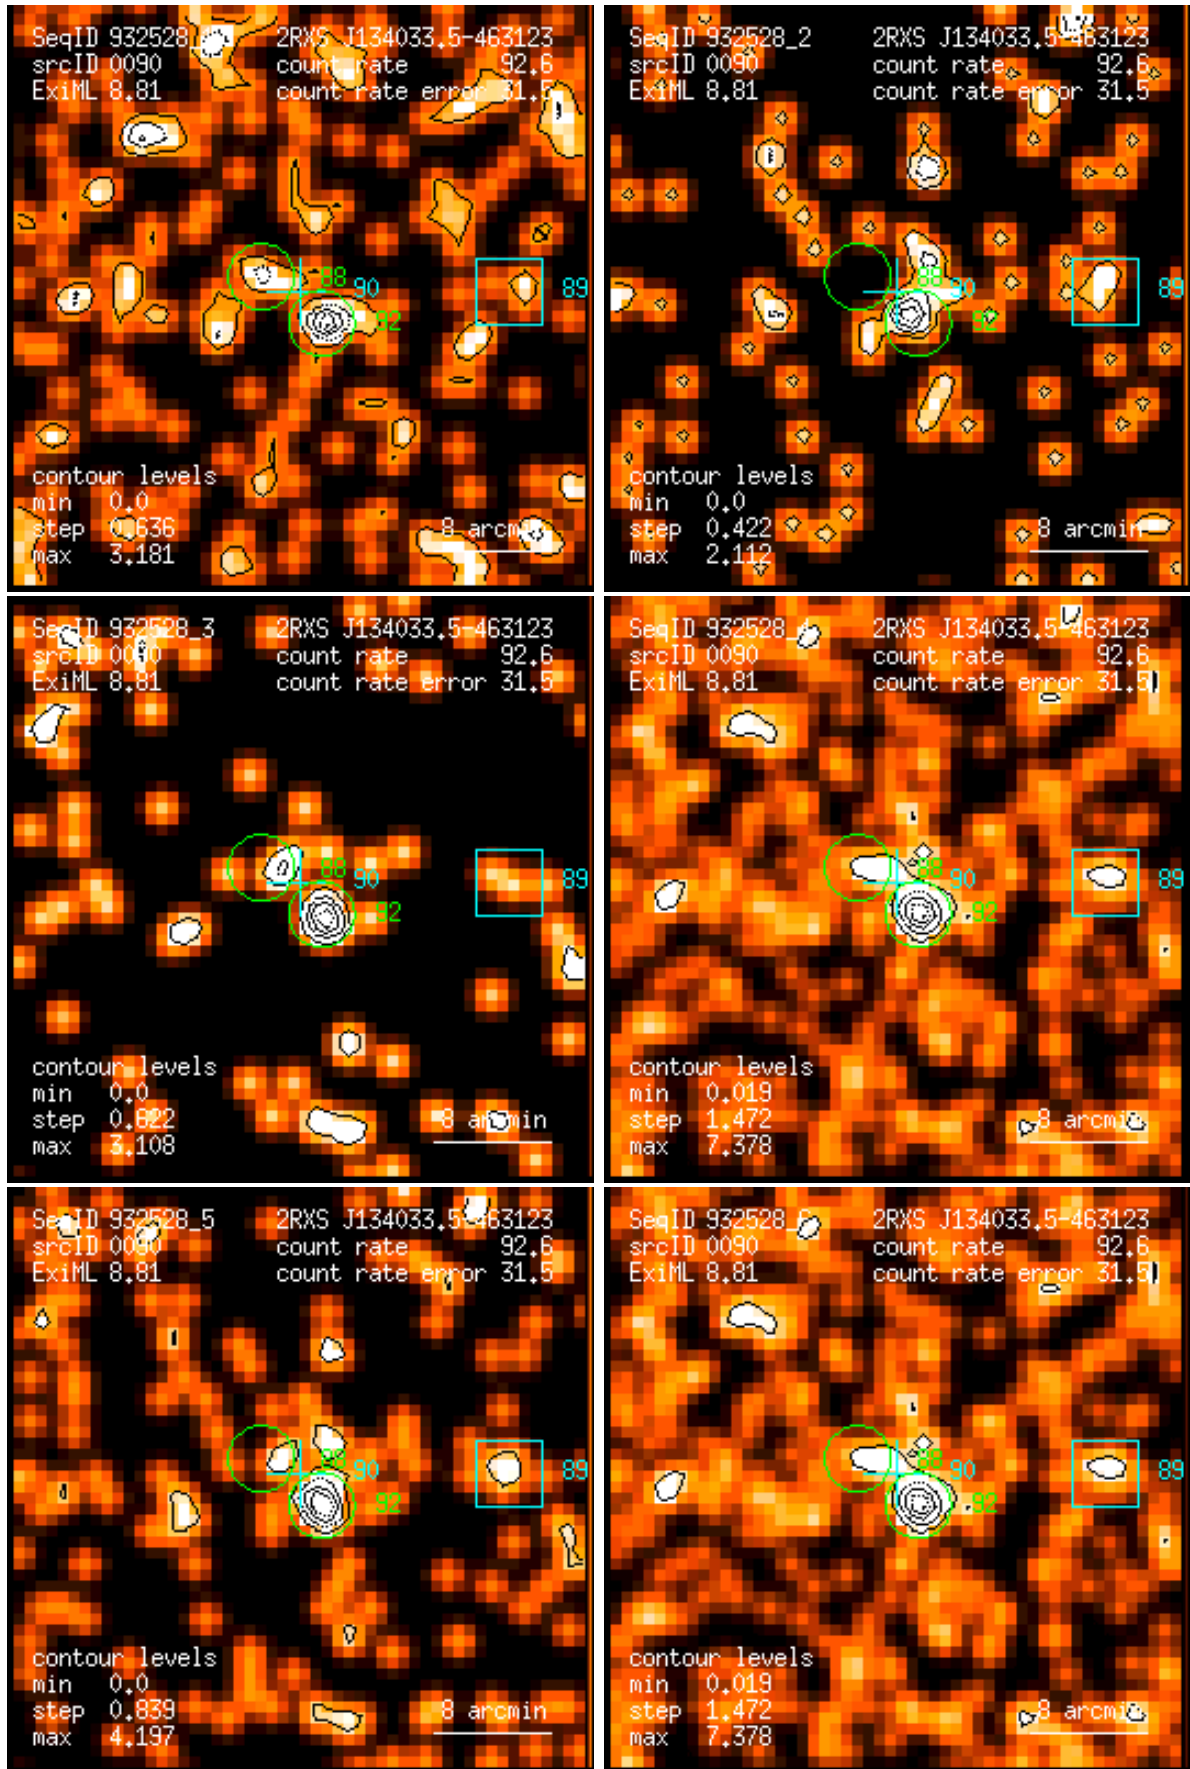 SeqID 932528 2RXS J134033.5-463123
srcID 0090 count rate 92.6
ExiML 8.81 count rate error 31.5
88
90
89
92
contour levels
min 0.0
step 0.636
max 3.181
8 arcmin
SeqID 932528_2 2RXS J134033.5-463123
srcID 0090 count rate 92.6
ExiML 8.81 count rate error 31.5
88
90
89
92
contour levels
min 0.0
step 0.422
max 2.112
8 arcmin
SeqID 932528_3 2RXS J134033.5-463123
srcID 0090 count rate 92.6
ExiML 8.81 count rate error 31.5
88
90
89
92
contour levels
min 0.0
step 0.622
max 3.108
8 arcmin
SeqID 932528_4 2RXS J134033.5-463123
srcID 0090 count rate 92.6
ExiML 8.81 count rate error 31.5
88
90
89
92
contour levels
min 0.019
step 1.472
max 7.378
8 arcmin
SeqID 932528_5 2RXS J134033.5-463123
srcID 0090 count rate 92.6
ExiML 8.81 count rate error 31.5
88
90
89
92
contour levels
min 0.0
step 0.839
max 4.197
8 arcmin
SeqID 932528_6 2RXS J134033.5-463123
srcID 0090 count rate 92.6
ExiML 8.81 count rate error 31.5
88
90
89
92
contour levels
min 0.019
step 1.472
max 7.378
8 arcmin